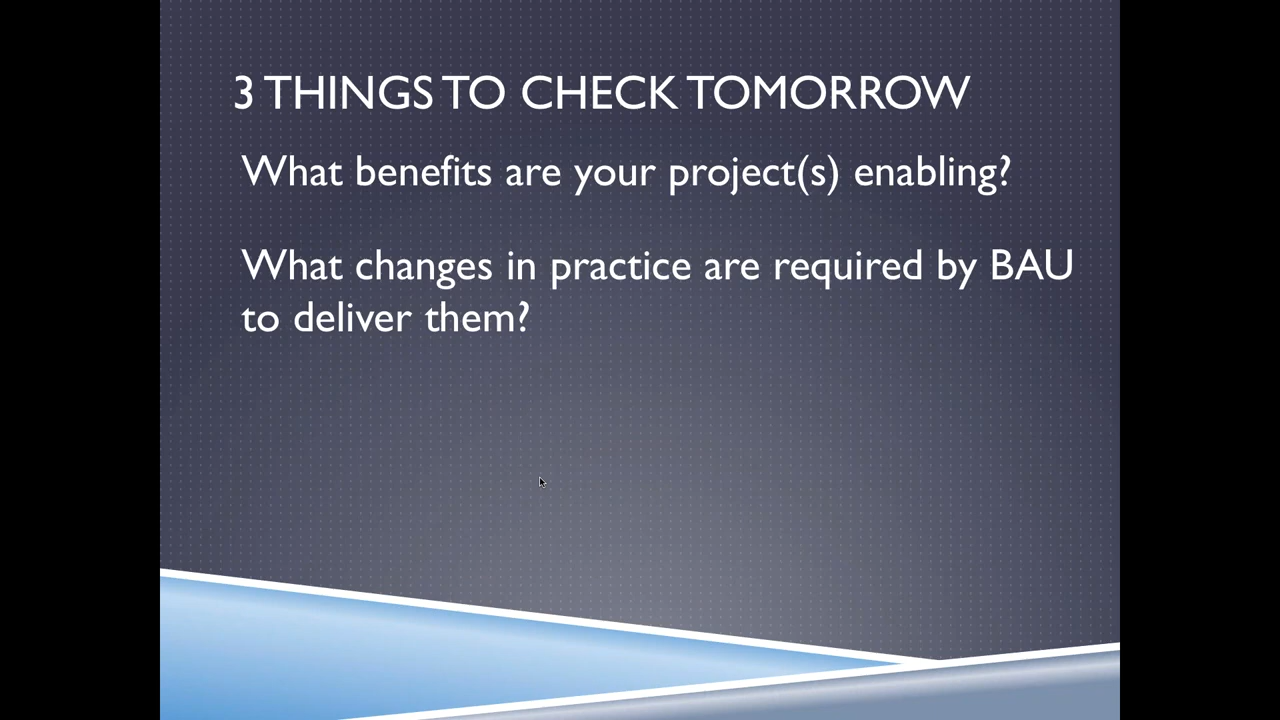 3 THINGS TO CHECK TOMORROW
What benefits are your project(s) enabling?
What changes in practice are required by BAU
to deliver them?